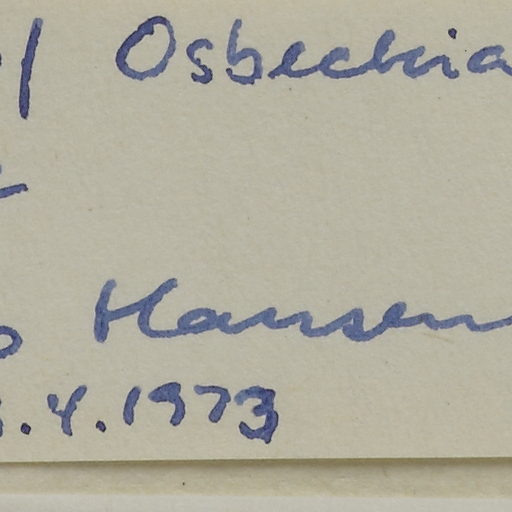 / Osbeckia
Hansen
.4.1973